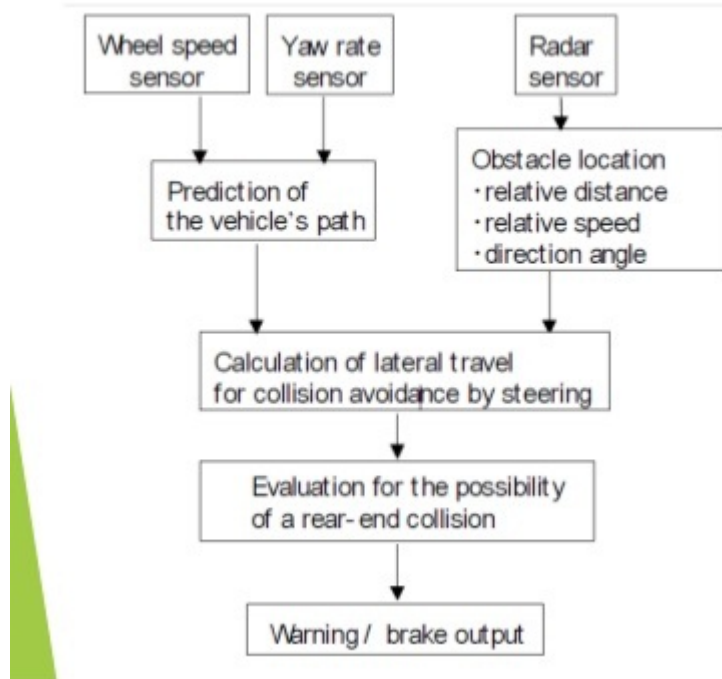 Wheel speed
sensor
Yaw rate
sensor
Radar
sensor
Prediction of
the vehicle's path
Obstacle location
・relative distance
・relative speed
・direction angle
Calculation of lateral travel
for collision avoidance by steering
Evaluation for the possibility
of a rear-end collision
Warning / brake output